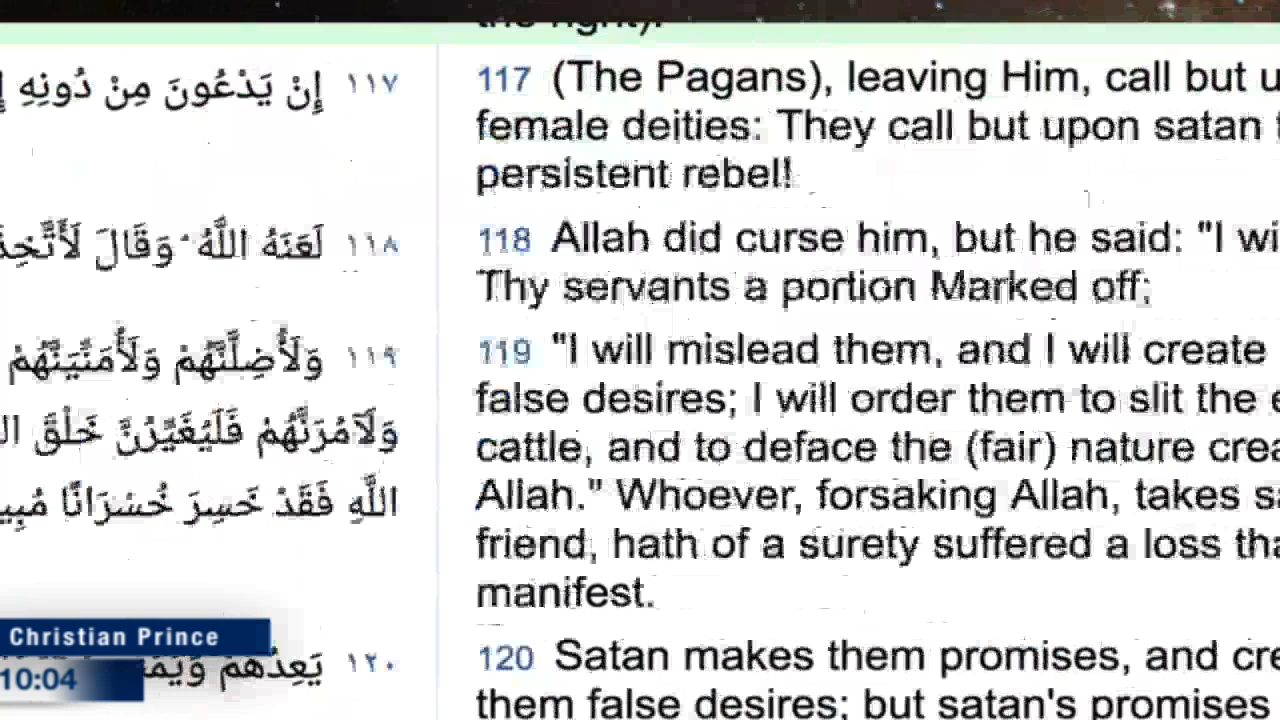 the right).
إِنْ يَدْعُونَ مِنْ دُونِهِ ١١٧
117 (The Pagans), leaving Him, call but
female deities: They call but upon satan
persistent rebel!
لَعَنَهُ اللَّهُ ۘ وَقَالَ ١١٨
118 Allah did curse him, but he said: "I
Thy servants a portion Marked off;
وَلَأُضِلَّنَّهُمْ وَلَأُمَنِّيَنَّهُمْ ١١٩
وَلَآمُرَنَّهُمْ فَلَيُغَيِّرُنَّ خَلْقَ
اللَّهِ فَقَدْ خَسِرَ خُسْرَانًا
119 "I will mislead them, and I will create
false desires; I will order them to slit the
cattle, and to deface the (fair) nature
Allah." Whoever, forsaking Allah, takes
friend, hath of a surety suffered a loss
manifest.
يَعِدُهُمْ ١٢٠
120 Satan makes them promises, and
them false desires; but satan's promises
Christian Prince
10:04